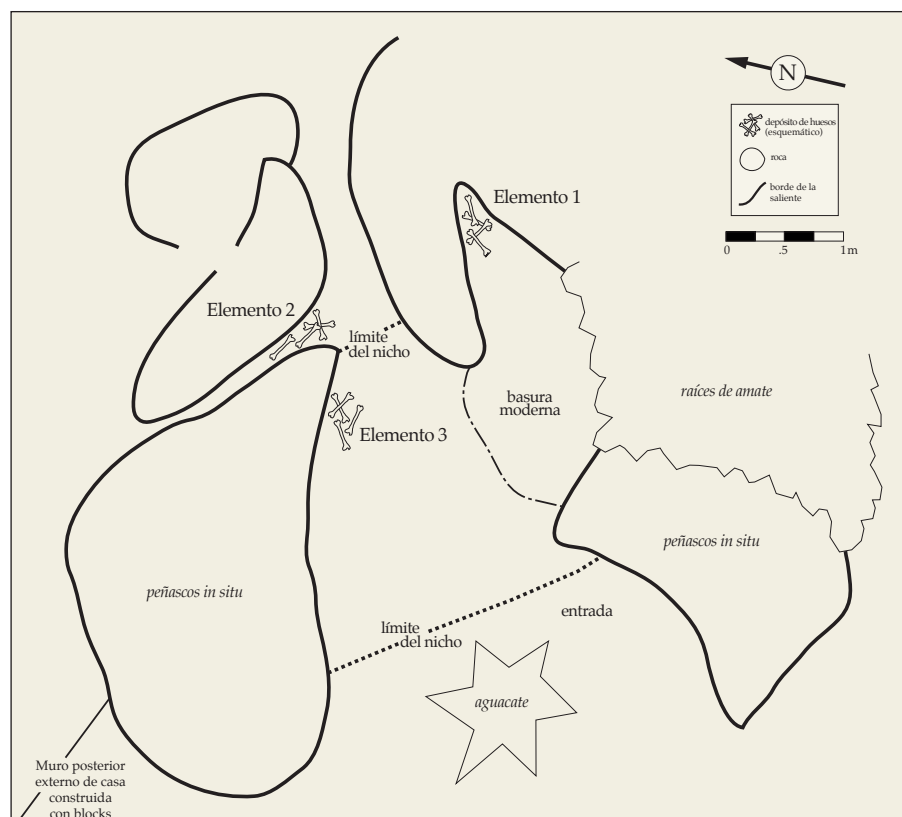 N
depósito de huesos
(esquemático)
roca
borde de la
saliente
0 .5 1m
Elemento 1
Elemento 2
límite
del nicho
basura
moderna
raíces de amate
Elemento 3
peñascos in situ
peñascos in situ
entrada
límite
del nicho
aguacate
Muro posterior
externo de casa
construida
con blocks